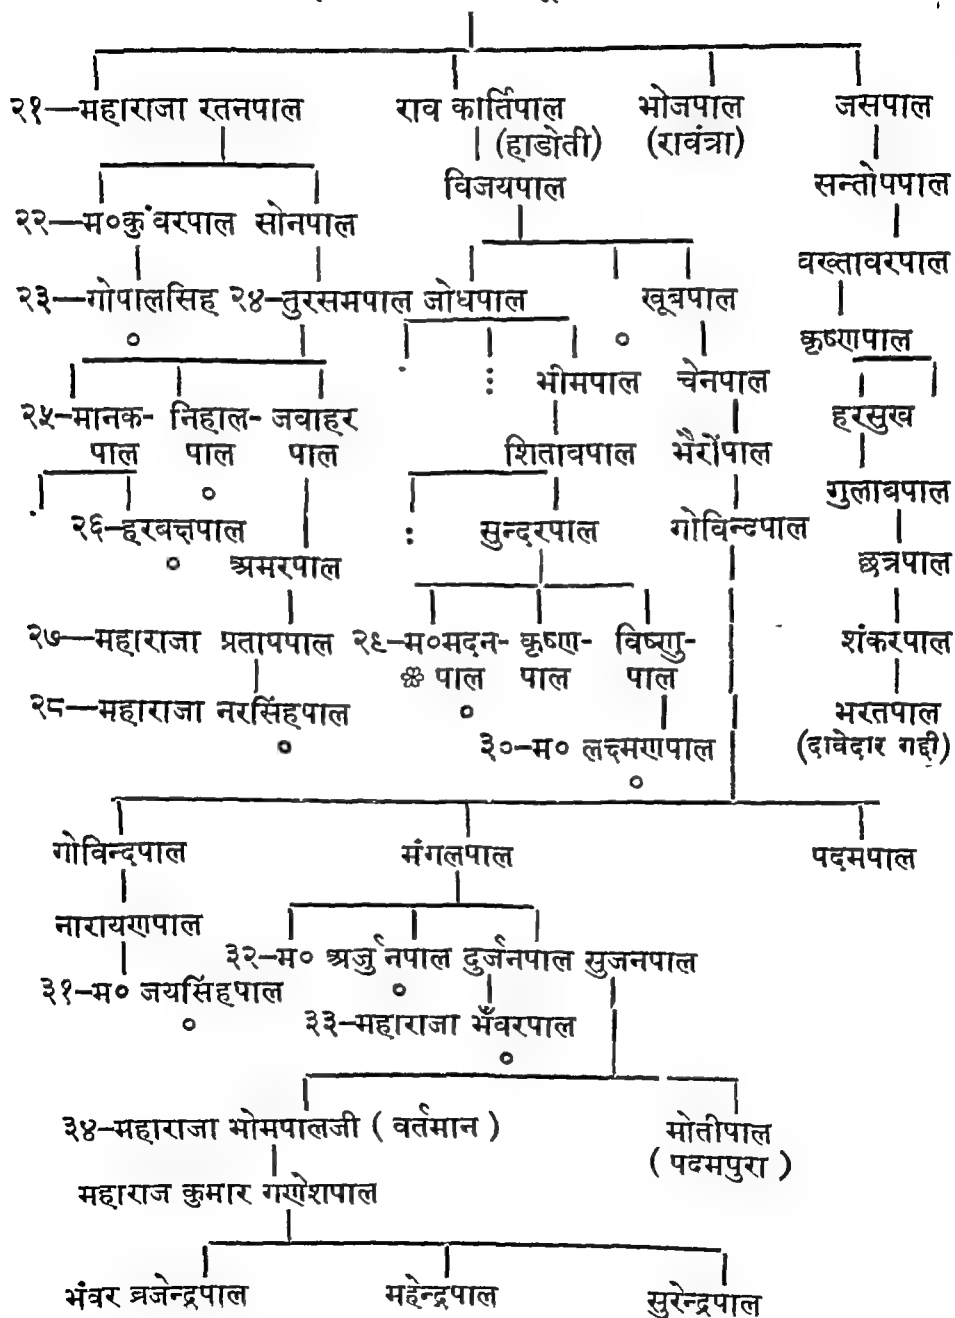 २१—महाराजा रतनपाल राव कार्तिपाल भोजपाल जसपाल
(हाडोती) (रावंत्रा)
विजयपाल सन्तोपपाल
२२—म०कुंवरपाल सोनपाल
वख्तावरपाल
२३—गोपालसिंह २४—तुरसमपाल जोधपाल खूबपाल
कृष्णपाल
भीमपाल चेनपाल
२५—मानक- निहाल- जवाहर हरसुख
पाल पाल पाल शितावपाल भैरोंपाल
गुलाबपाल
२६—हरबक्षपाल सुन्दरपाल गोविन्दपाल
अमरपाल छत्रपाल
२७—महाराजा प्रतापपाल २९—म०मदन- कृष्ण- विष्णु- शंकरपाल
❀ पाल पाल पाल
२८—महाराजा नरसिंहपाल भरतपाल
३०—म० लक्ष्मणपाल (दावेदार गद्दी)
गोविन्दपाल मंगलपाल पदमपाल
नारायणपाल
३२—म० अर्जुनपाल दुर्जनपाल सुजनपाल
३१—म० जयसिंहपाल
३३—महाराजा भँवरपाल
३४—महाराजा भोमपालजी ( वर्तमान ) मोतीपाल
( पदमपुरा )
महाराज कुमार गणेशपाल
भंवर व्रजेन्द्रपाल महेन्द्रपाल सुरेन्द्रपाल